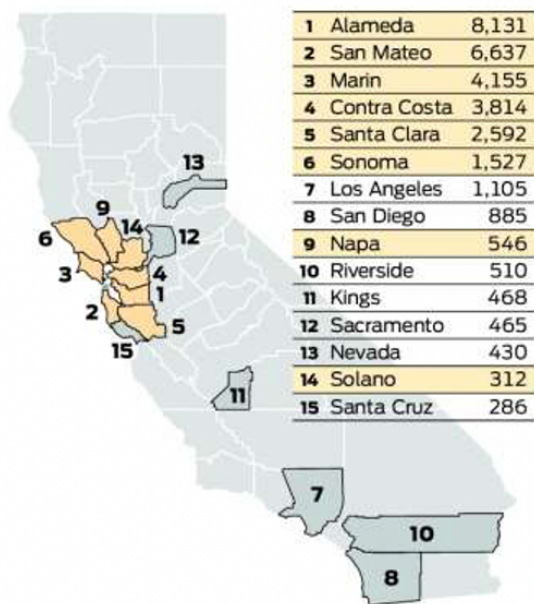 1 Alameda 8,131
2 San Mateo 6,637
3 Marin 4,155
4 Contra Costa 3,814
5 Santa Clara 2,592
6 Sonoma 1,527
7 Los Angeles 1,105
8 San Diego 885
9 Napa 546
10 Riverside 510
11 Kings 468
12 Sacramento 465
13 Nevada 430
14 Solano 312
15 Santa Cruz 286
13
9
6
14
12
3
4
1
2
5
15
11
7
10
8